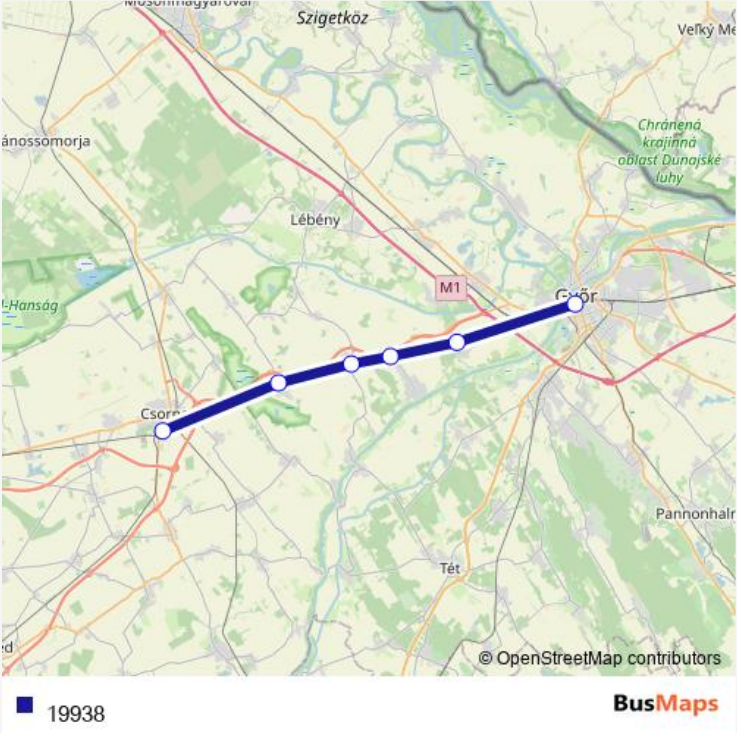 Mosonmagyaróvár
Szigetköz
Veľký Me
Chránená
krajinná
oblasť Dunajské
luhy
ánossomorja
Lébény
M1
Győr
l-Hanság
Csorna
Pannonhalm
Tét
ed
© OpenStreetMap contributors
19938
BusMaps